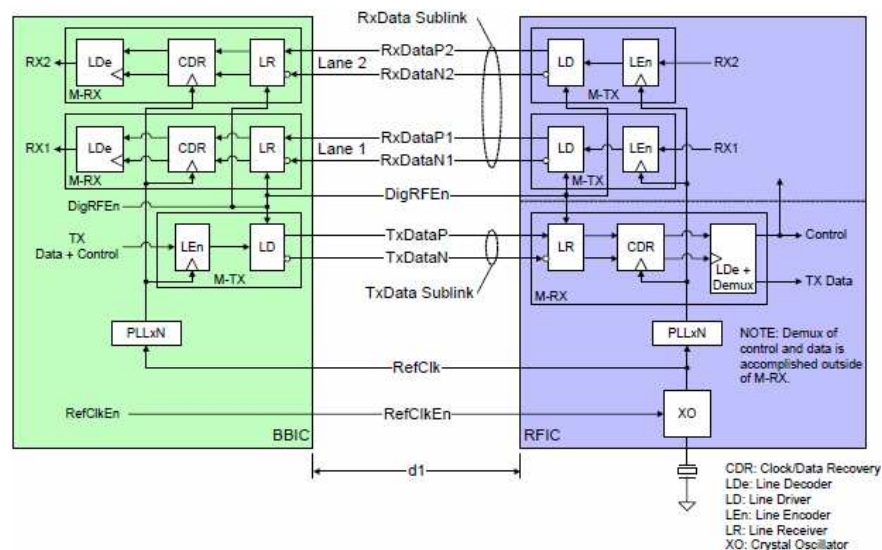 RxData Sublink
RX2
LDe
CDR
LR
M-RX
Lane 2
RxDataP2
RxDataN2
LD
LEn
RX2
M-TX
RX1
LDe
CDR
LR
M-RX
Lane 1
RxDataP1
RxDataN1
LD
LEn
RX1
M-TX
DigRFEn
DigRFEn
TX
Data + Control
LEn
LD
M-TX
TxDataP
TxDataN
TxData Sublink
LR
CDR
LDe +
Demux
M-RX
Control
TX Data
PLLxN
PLLxN
NOTE: Demux of
control and data is
accomplished outside
of M-RX.
RefClk
RefClkEn
RefClkEn
XO
BBIC
RFIC
d1
CDR: Clock/Data Recovery
LDe: Line Decoder
LD: Line Driver
LEn: Line Encoder
LR: Line Receiver
XO: Crystal Oscillator